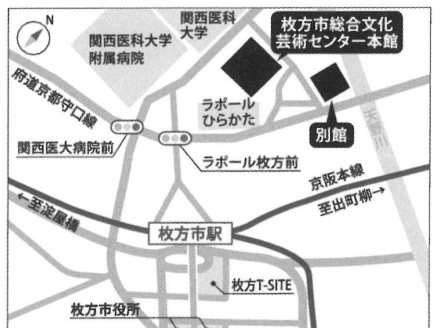 N
関西医科
大学
関西医科大学
附属病院
枚方市総合文化
芸術センター本館
府道京都守口線
ラポール
ひらかた
別館
天野川
関西医大病院前
ラポール枚方前
京阪本線
至出町柳→
←至淀屋橋
枚方市駅
枚方T-SITE
枚方市役所